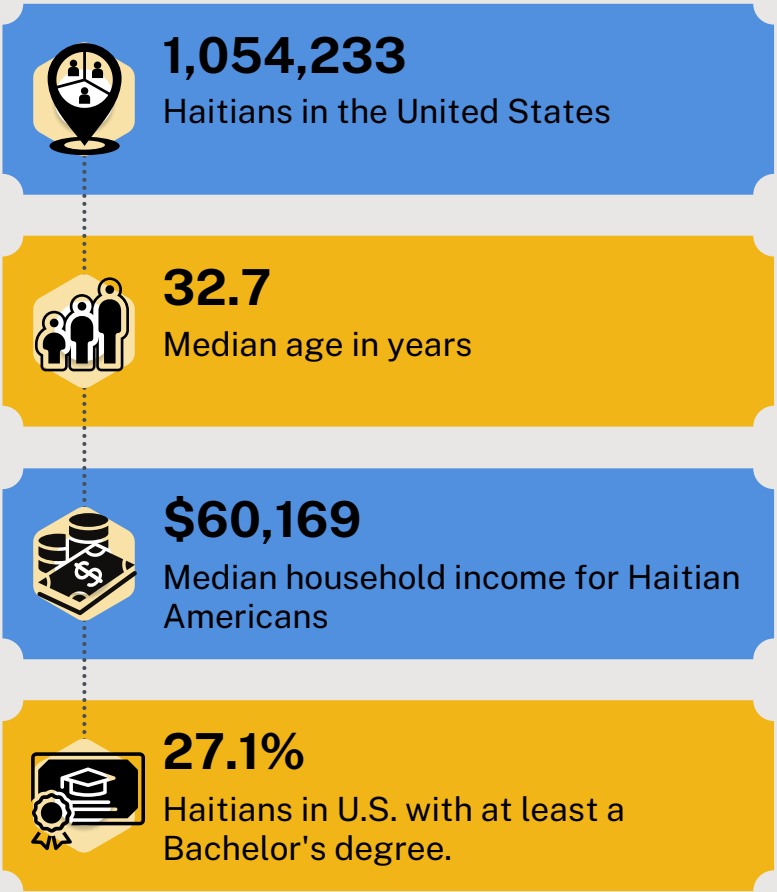 1,054,233
Haitians in the United States
32.7
Median age in years
$60,169
Median household income for Haitian
Americans
27.1%
Haitians in U.S. with at least a
Bachelor's degree.